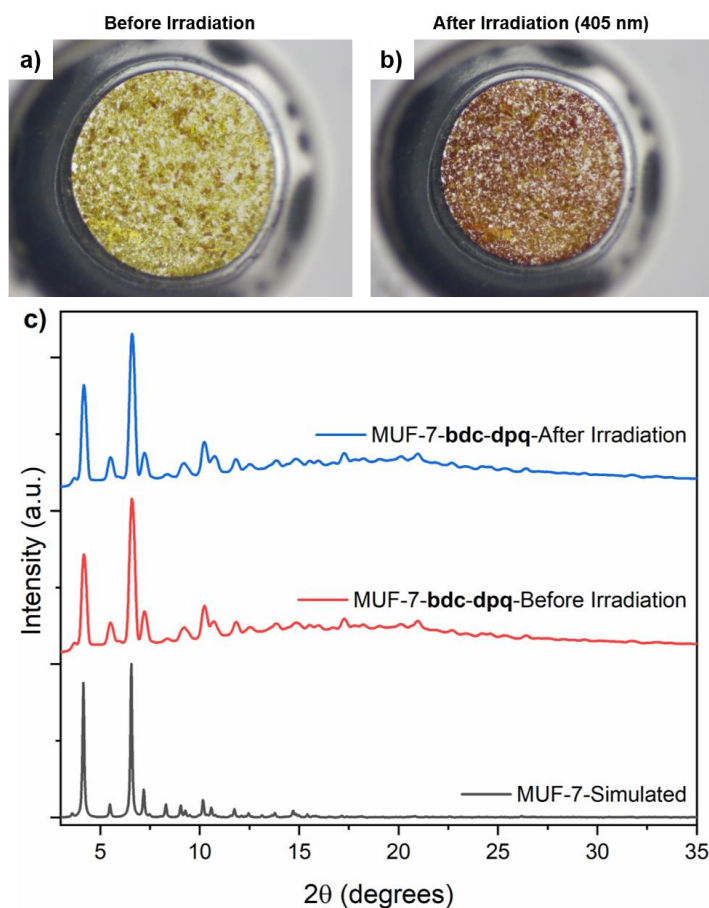 Before Irradiation
After Irradiation (405 nm)
a)
b)
c)
MUF-7-bdc-dpq-After Irradiation
MUF-7-bdc-dpq-Before Irradiation
MUF-7-Simulated
Intensity (a.u.)
5 10 15 20 25 30 35
2θ (degrees)